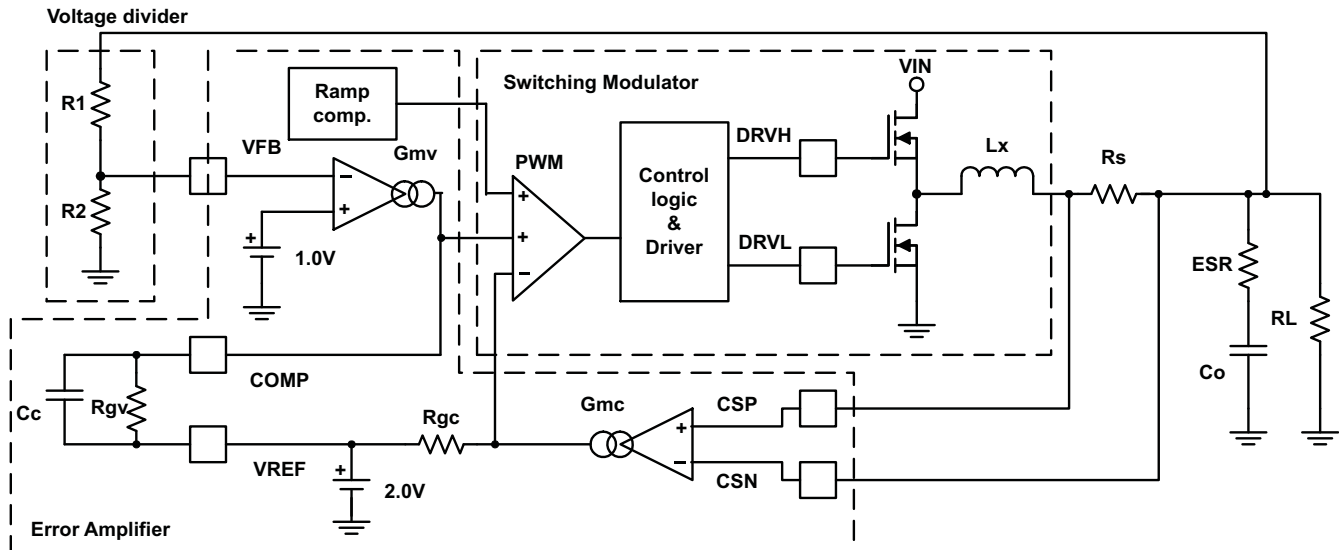 Voltage divider
R1
R2
VFB
Ramp
comp.
Gmv
1.0V
Switching Modulator
PWM
Control
logic
&
Driver
DRVH
DRVL
VIN
Lx
Rs
ESR
Co
RL
COMP
Cc
Rgv
VREF
Rgc
2.0V
Gmc
CSP
CSN
Error Amplifier